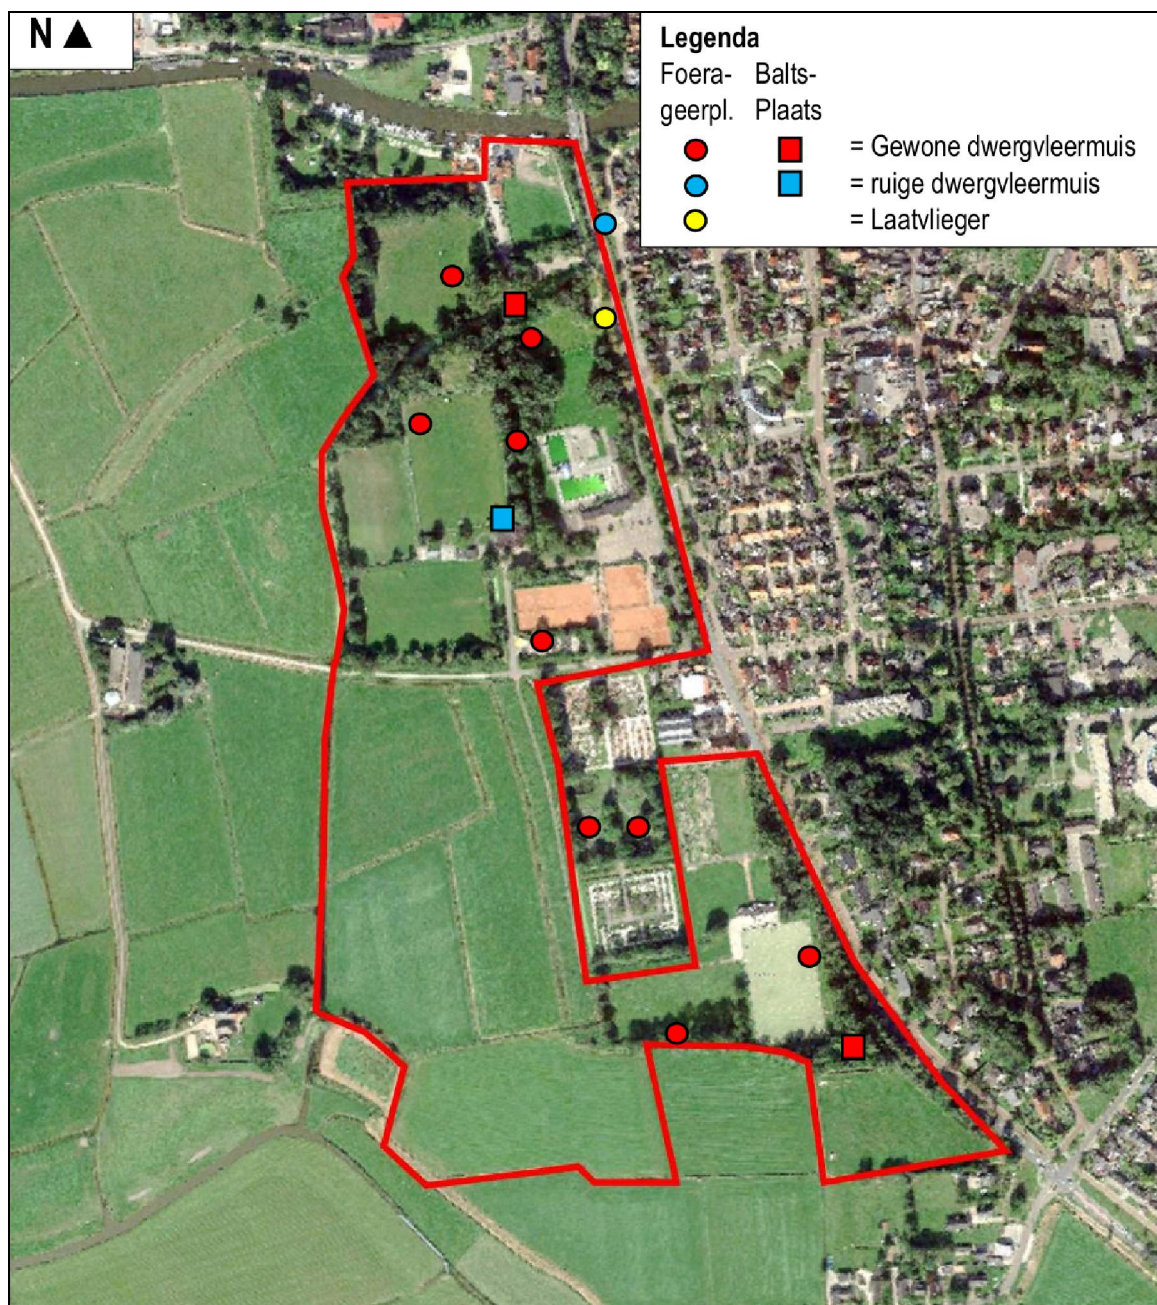 N
Legenda
Foera- Balts-
geerpl. Plaats
= Gewone dwergvleermuis
= ruige dwergvleermuis
= Laatvlieger